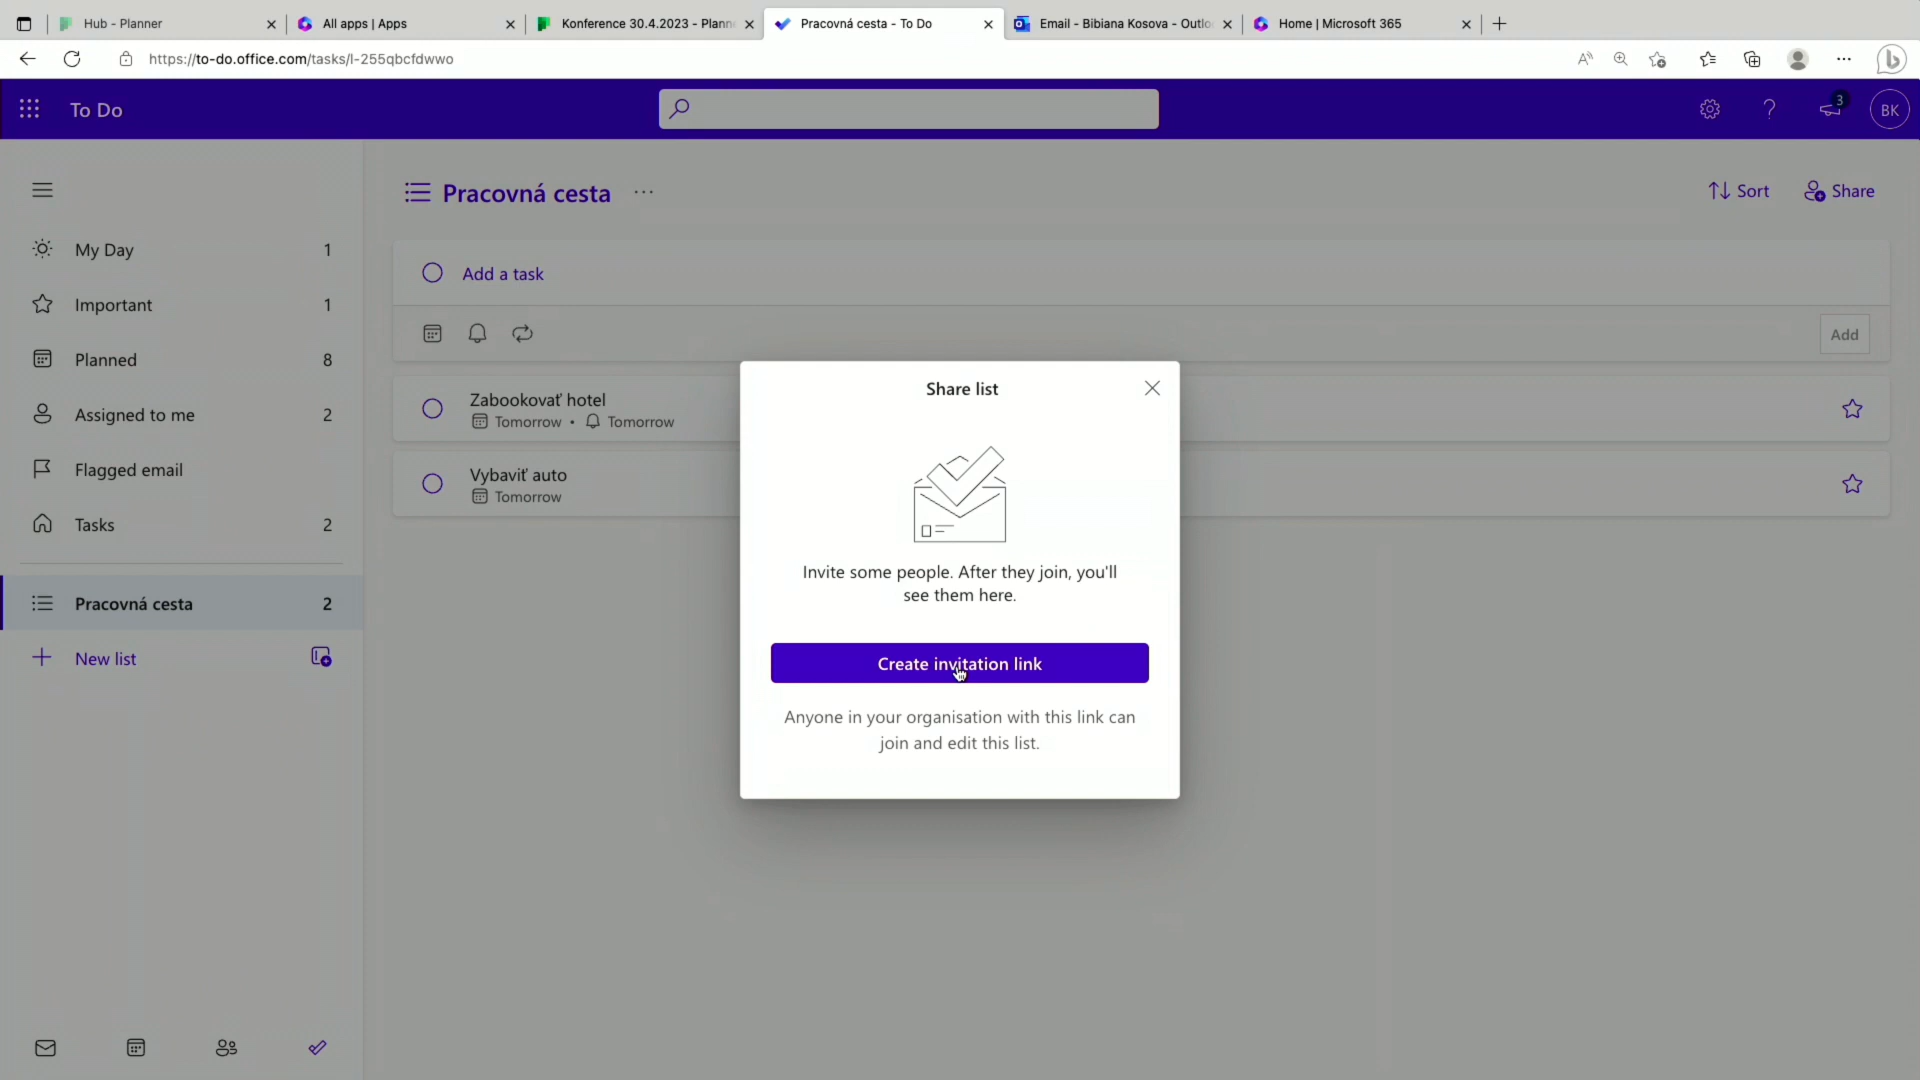 Hub - Planner
All apps | Apps
Konference 30.4.2023 - Plann
Pracovná cesta - To Do
Email - Bibiana Kosova - Outlo
Home | Microsoft 365
https://to-do.office.com/tasks/l-255qbcfdwwo
To Do
3
BK
My Day 1
Important 1
Planned 8
Assigned to me 2
Flagged email
Tasks 2
Pracovná cesta 2
New list
Pracovná cesta
Sort
Share
Add a task
Add
Zabookovať hotel
Tomorrow • Tomorrow
Vybaviť auto
Tomorrow
Share list
Invite some people. After they join, you'll
see them here.
Create invitation link
Anyone in your organisation with this link can
join and edit this list.